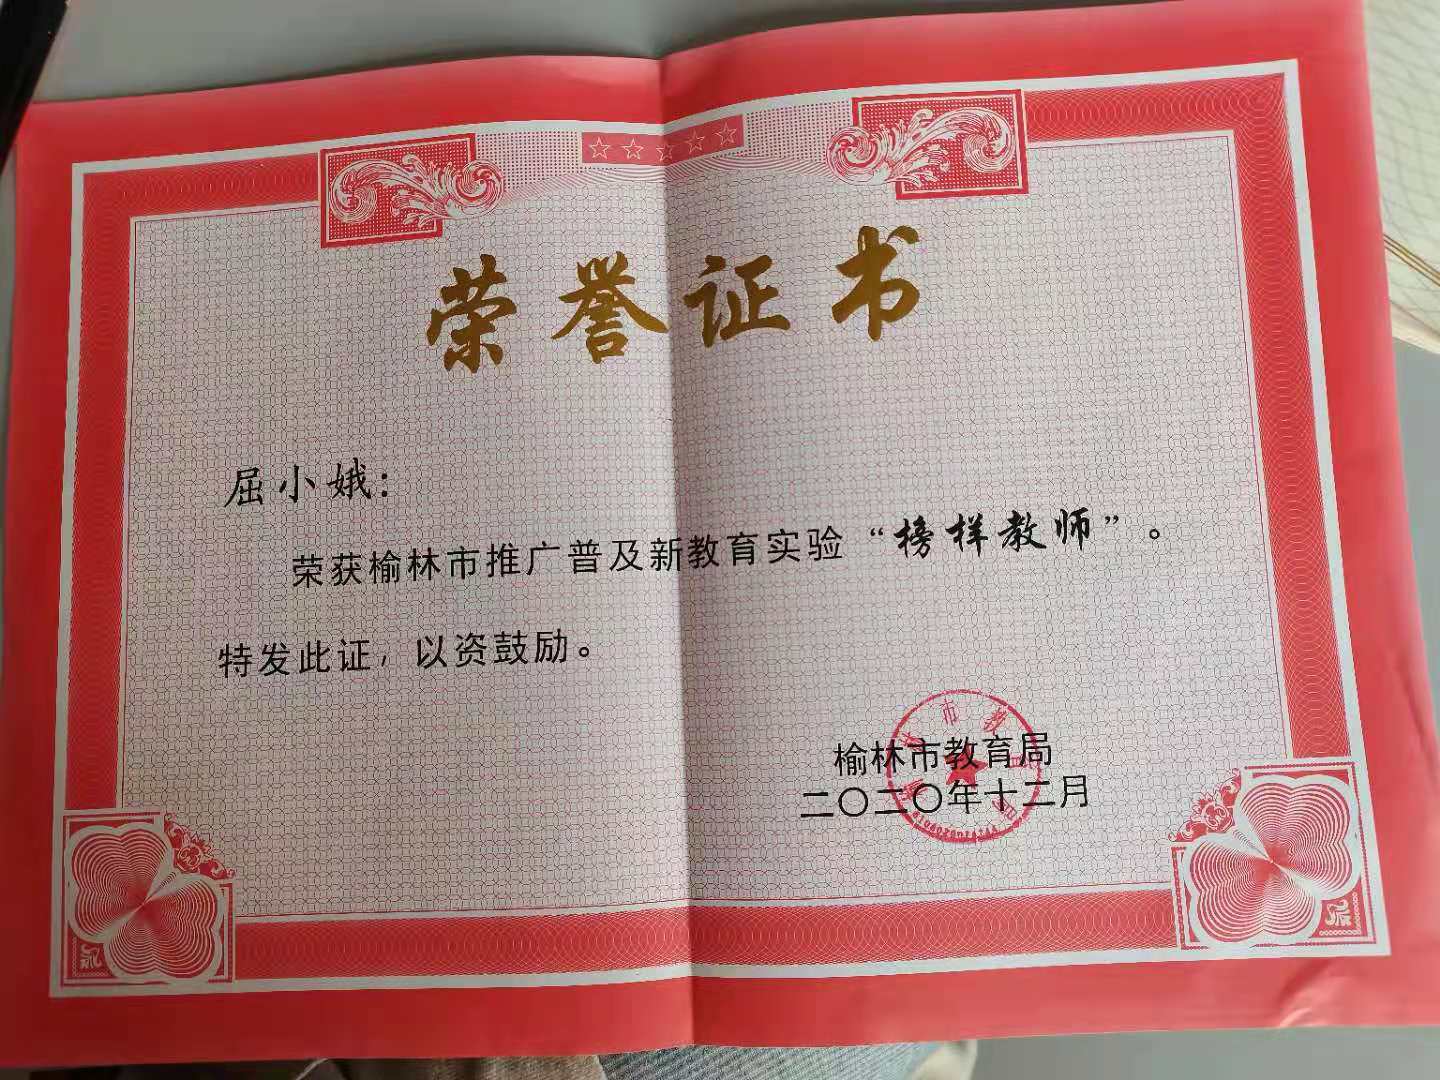 荣誉证书
屈小娥:
荣获榆林市推广普及新教育实验“榜样教师”。
特发此证，以资鼓励。
榆林市教育局
二〇二〇年十二月